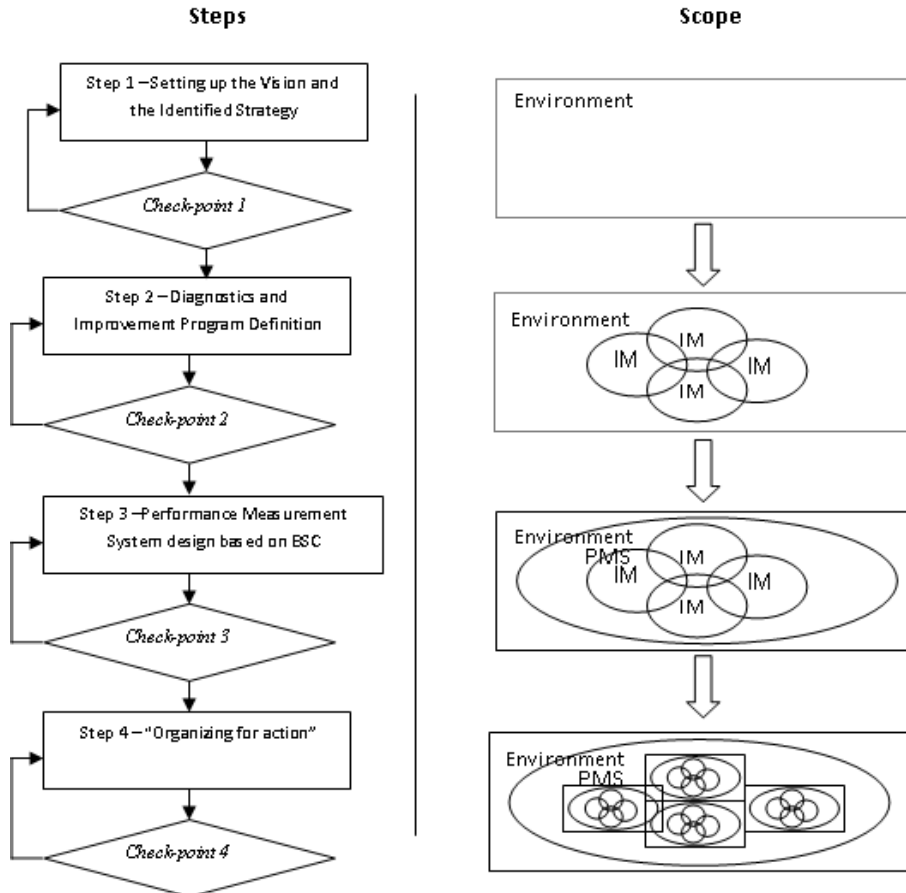 Steps
Scope
Step 1 – Setting up the Vision and
the Identified Strategy
Check-point 1
Step 2 – Diagnostics and
Improvement Program Definition
Check-point 2
Step 3 – Performance Measurement
System design based on BSC
Check-point 3
Step 4 – “Organizing for action”
Check-point 4
Environment
Environment
IM
IM
IM
IM
Environment
PMS
IM
IM
IM
IM
Environment
PMS